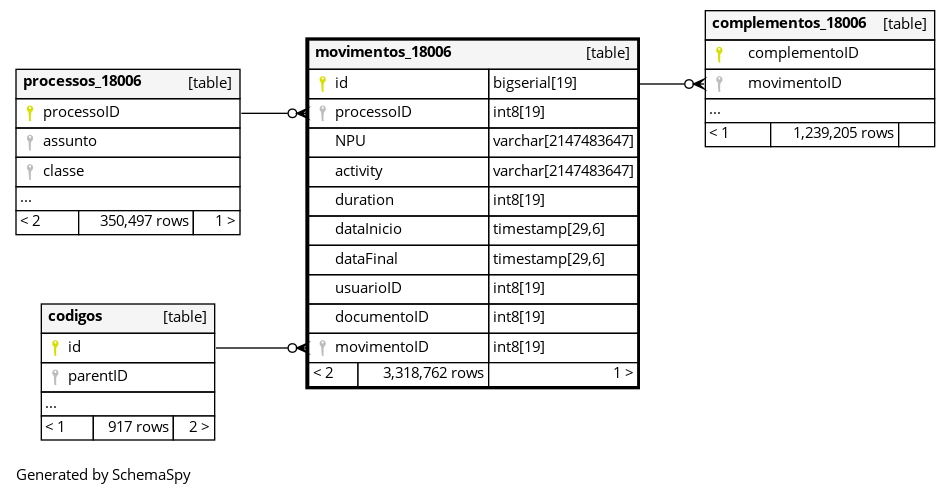 processos_18006 [table]
processoID
assunto
classe
...
< 2 350,497 rows 1 >
codigos [table]
id
parentID
...
< 1 917 rows 2 >
movimentos_18006 [table]
id bigserial[19]
processoID int8[19]
NPU varchar[2147483647]
activity varchar[2147483647]
duration int8[19]
dataInicio timestamp[29,6]
dataFinal timestamp[29,6]
usuarioID int8[19]
documentoID int8[19]
movimentoID int8[19]
< 2 3,318,762 rows 1 >
complementos_18006 [table]
complementoID
movimentoID
...
< 1 1,239,205 rows
Generated by SchemaSpy